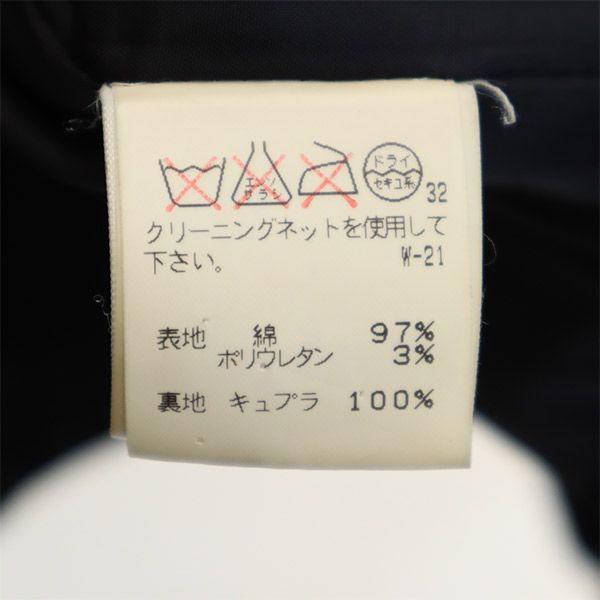 エンソ
サラシ
ドライ
セキユ系
32
クリーニングネットを使用して
下さい。 W-21
表地 綿 97%
ポリウレタン 3%
裏地 キュプラ 100%